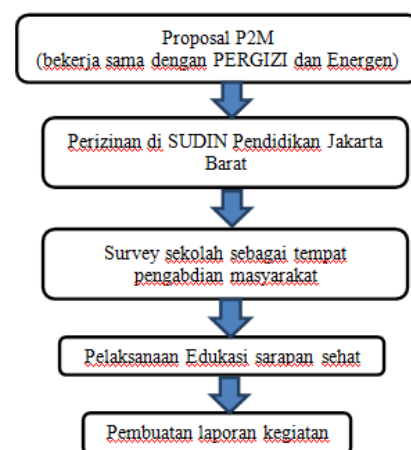 Proposal P2M
(bekerja sama dengan PERGIZI dan Energen)
Perizinan di SUDIN Pendidikan Jakarta
Barat
Survey sekolah sebagai tempat
pengabdian masyarakat
Pelaksanaan Edukasi sarapan sehat
Pembuatan laporan kegiatan